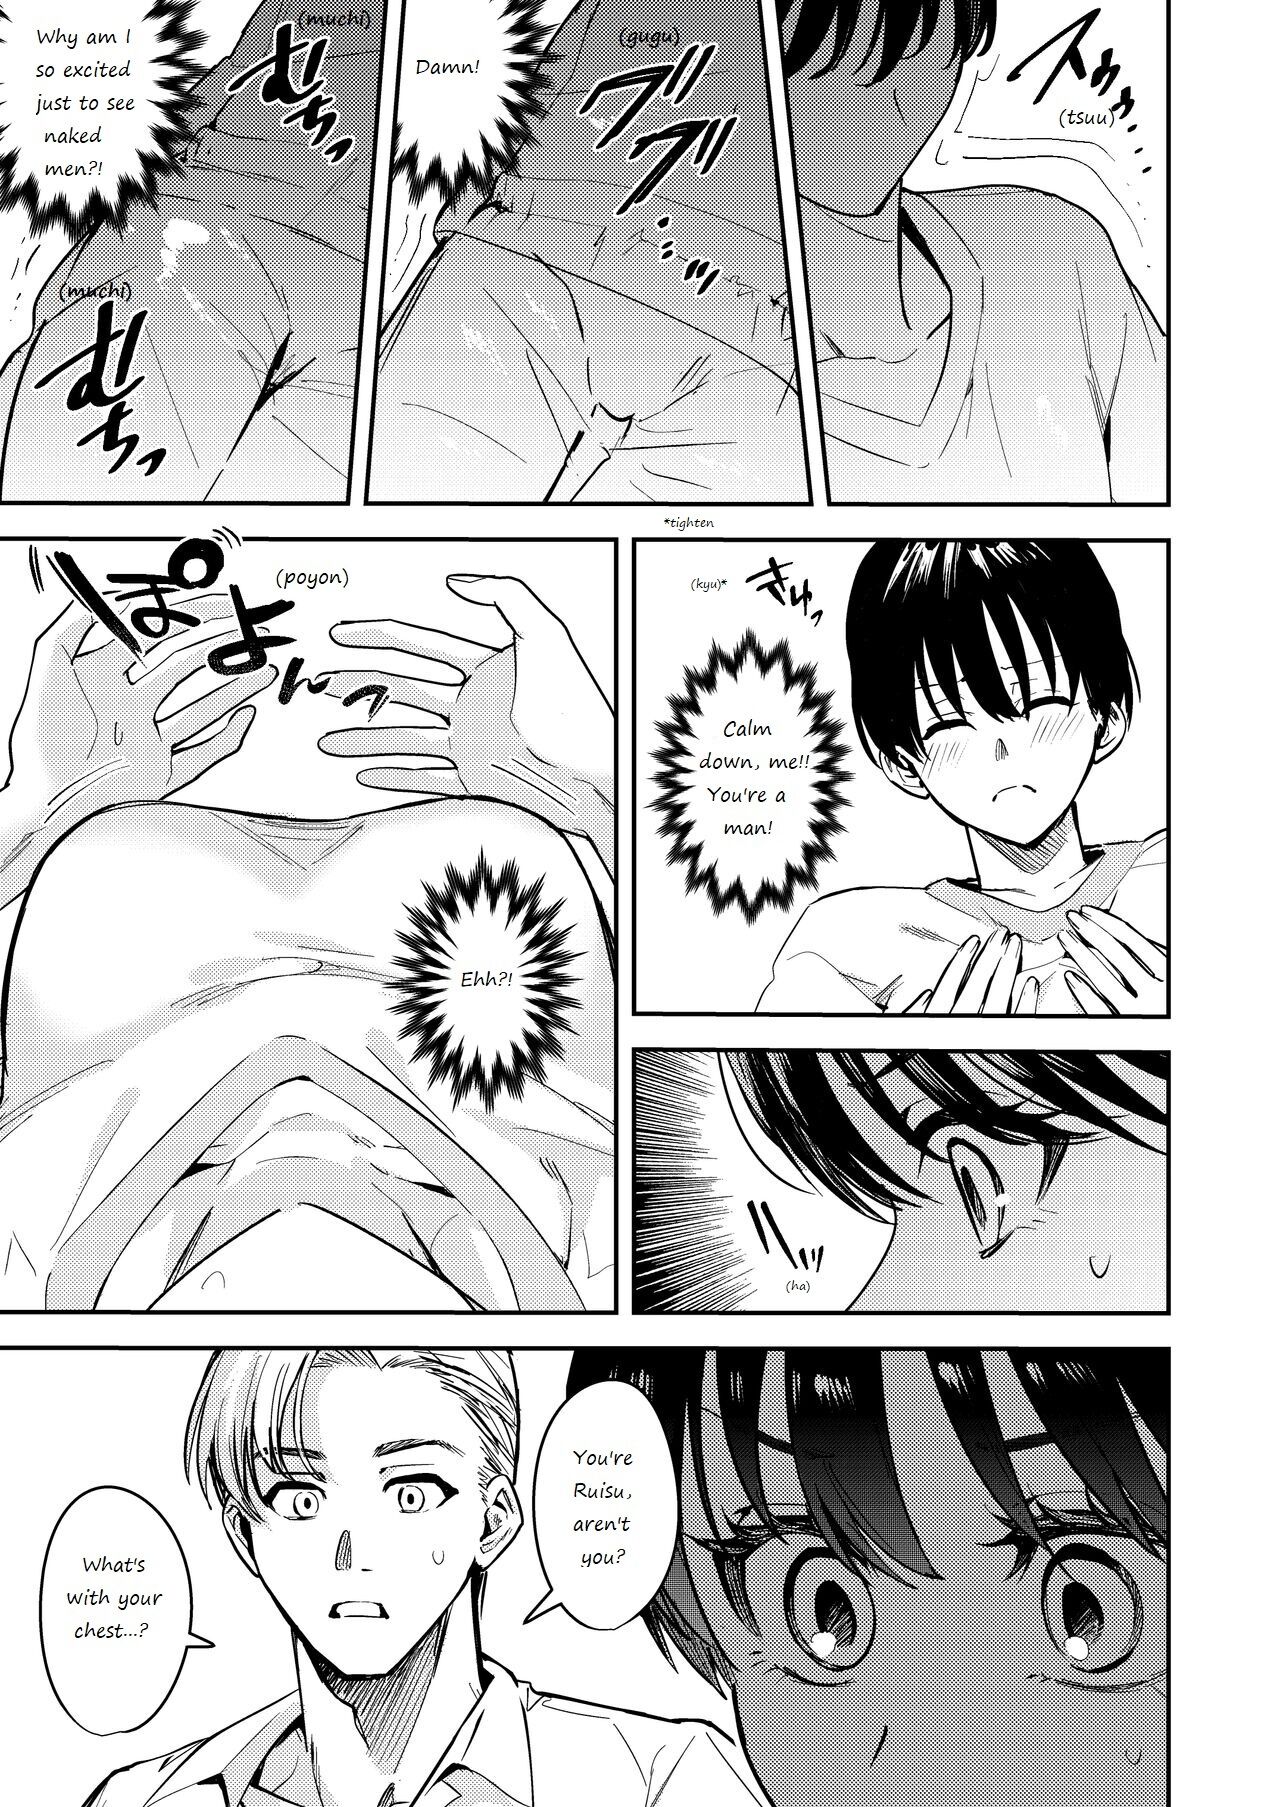 スゥゥ
(tsuu)
(gugu)
グググッ
Damn!
(muchi)
むちっ
Why am I
so excited
just to see
naked
men?!
(muchi)
むちっ
*tighten
(kyu)*
きゅっ
Calm
down, me!!
You're a
man!
(poyon)
ぽよんっ
Ehh?!
ハッ
(ha)
You're
Ruisu,
aren't
you?
What's
with your
chest...?